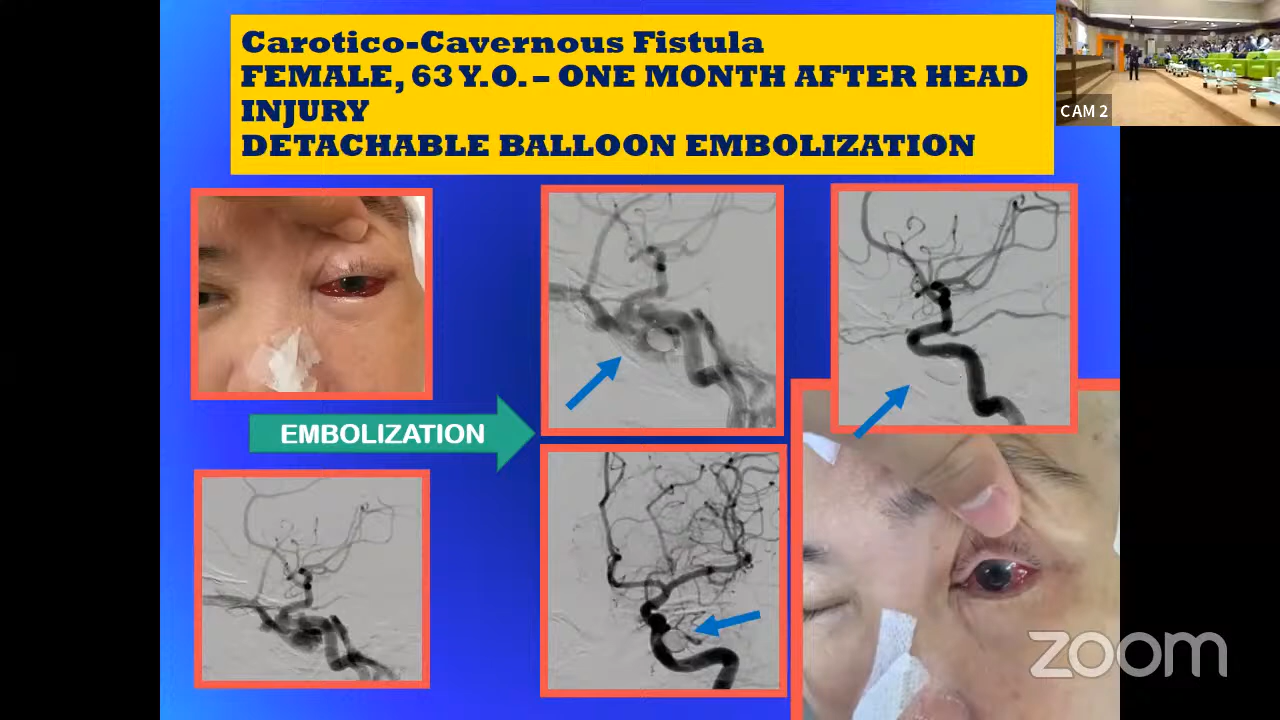 Carotico-Cavernous Fistula
FEMALE, 63 Y.O. – ONE MONTH AFTER HEAD
INJURY
DETACHABLE BALLOON EMBOLIZATION
CAM 2
EMBOLIZATION
zoom